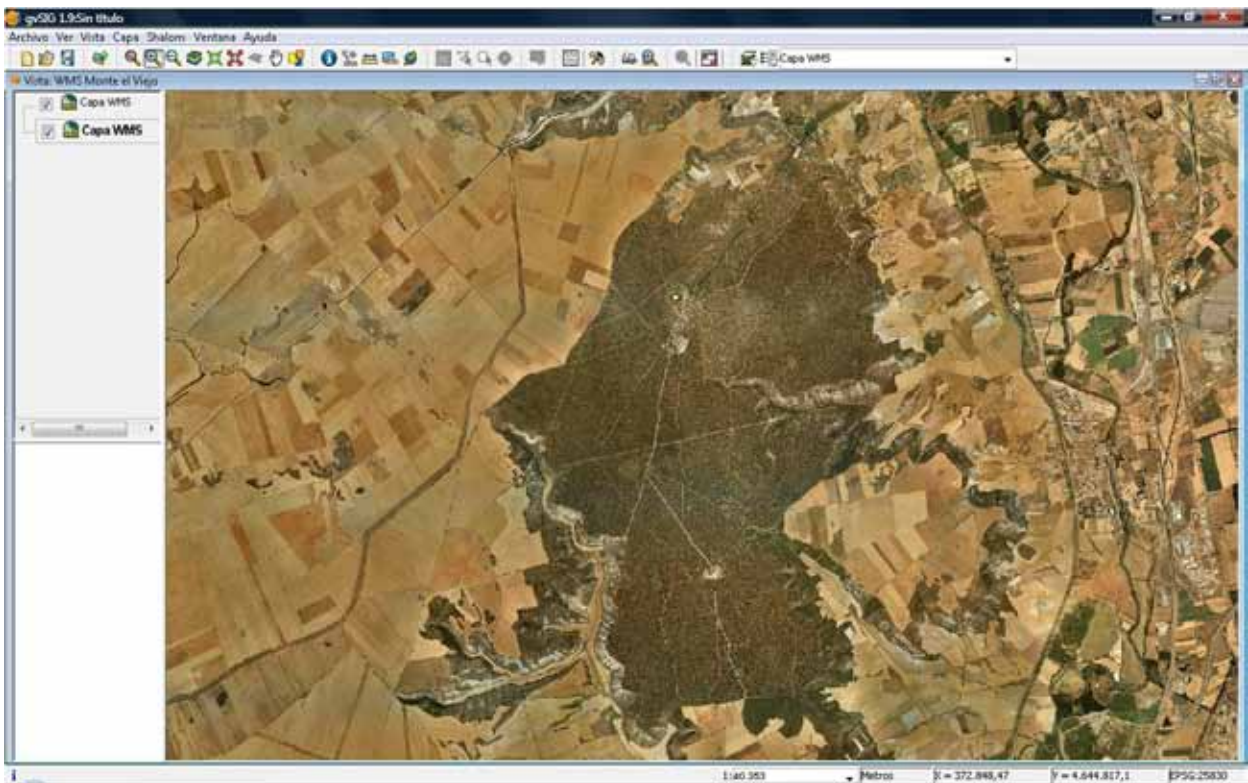 gvSIG 1.9:Sin título
Archivo Ver Vista Capa Shalom Ventana Ayuda
Capa WMS
Vista: WMS Monte el Viejo
Capa WMS
Capa WMS
Metros
X = 372.848,47
Y = 4.644.817,1
EPSG:25830